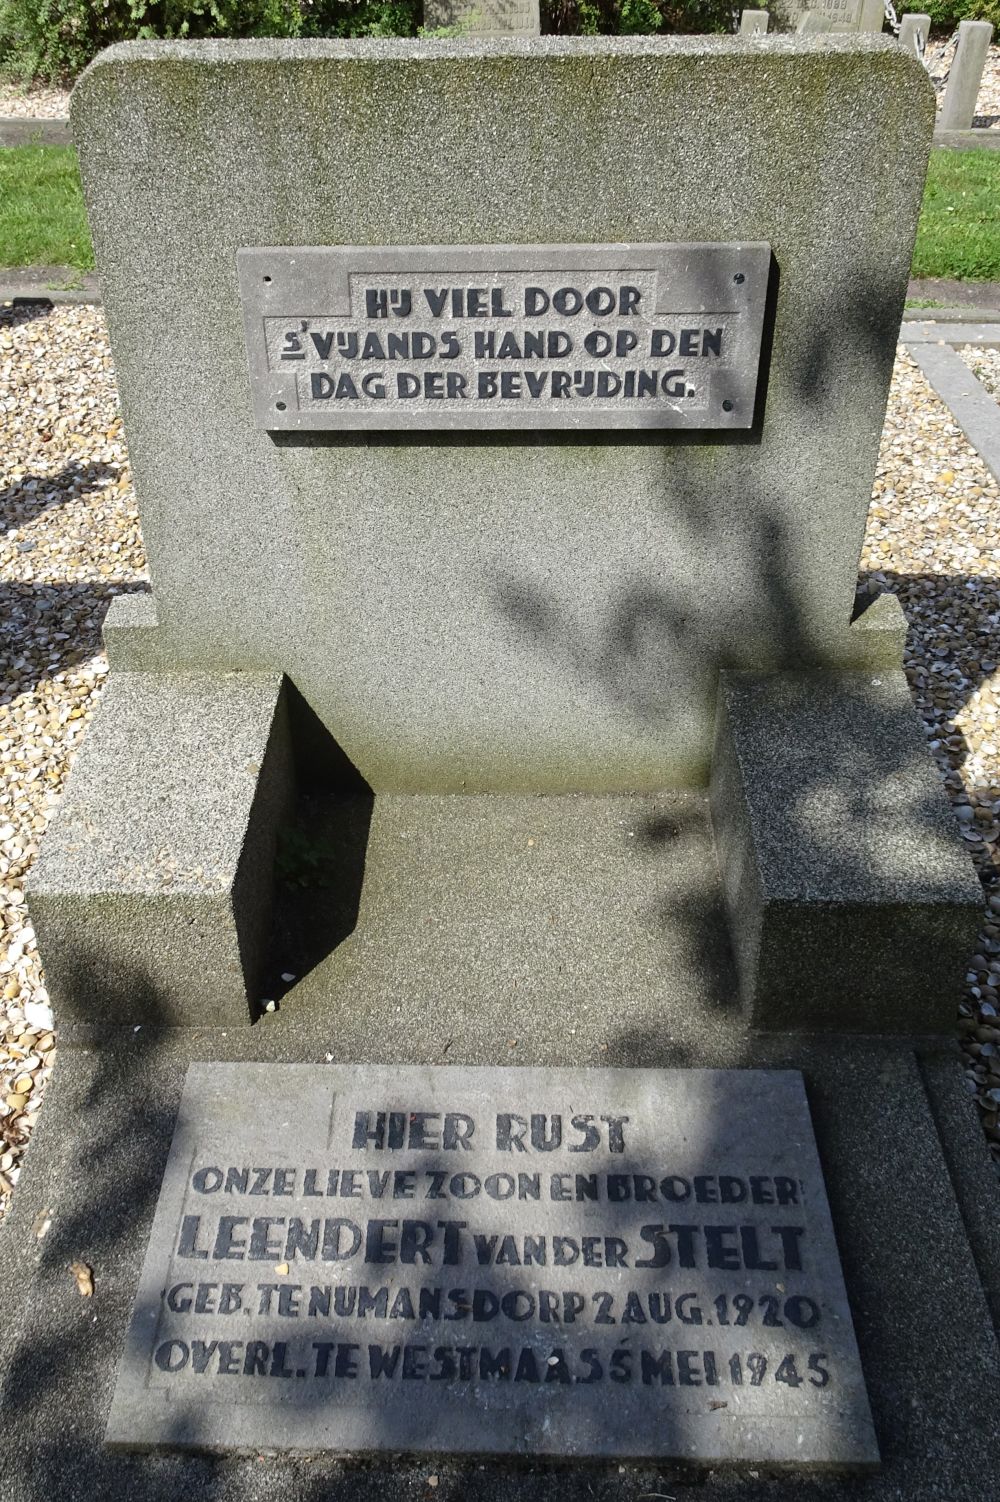 HIJ VIEL DOOR
S' VIJANDS HAND OP DEN
DAG DER BEVRIJDING.
HIER RUST
ONZE LIEVE ZOON EN BROEDER
LEENDERT VAN DER STELT
GEB. TE NUMANSDORP 2 AUG. 1920
OVERL. TE WESTMAAS 5 MEI 1945